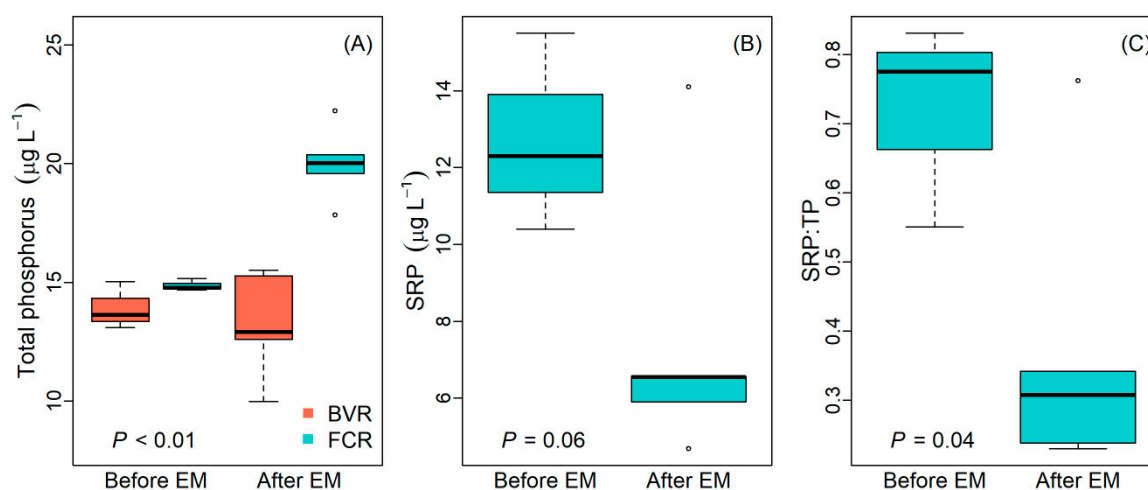 (A)
Total phosphorus (µg L⁻¹)
25
20
15
10
BVR
FCR
P < 0.01
Before EM
After EM
(B)
SRP (µg L⁻¹)
14
12
10
8
6
P = 0.06
Before EM
After EM
(C)
SRP:TP
0.8
0.7
0.6
0.5
0.4
0.3
P = 0.04
Before EM
After EM